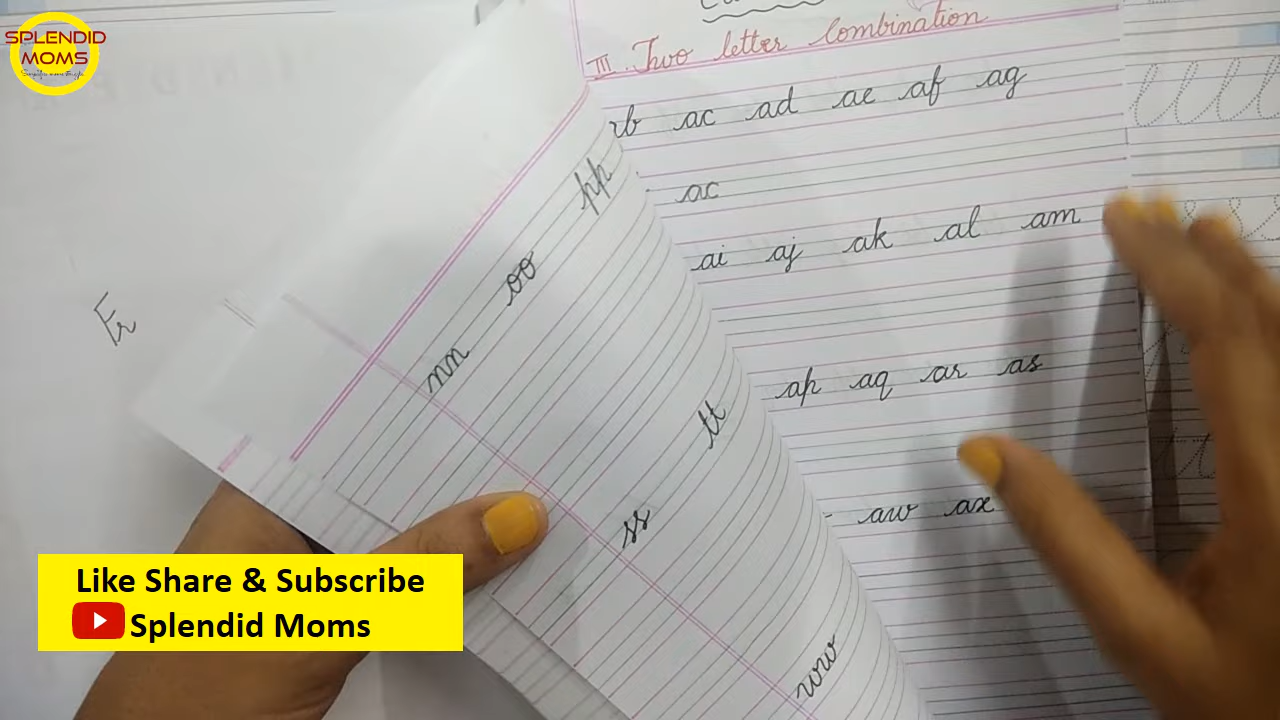 SPLENDID
MOMS
III. Two letter Combination
ac ad ae af ag
ac
ai aj ak al am
ap aq ar as
aw ax
pp
oo
nn
tt
ss
ww
Er
Like Share & Subscribe
Splendid Moms